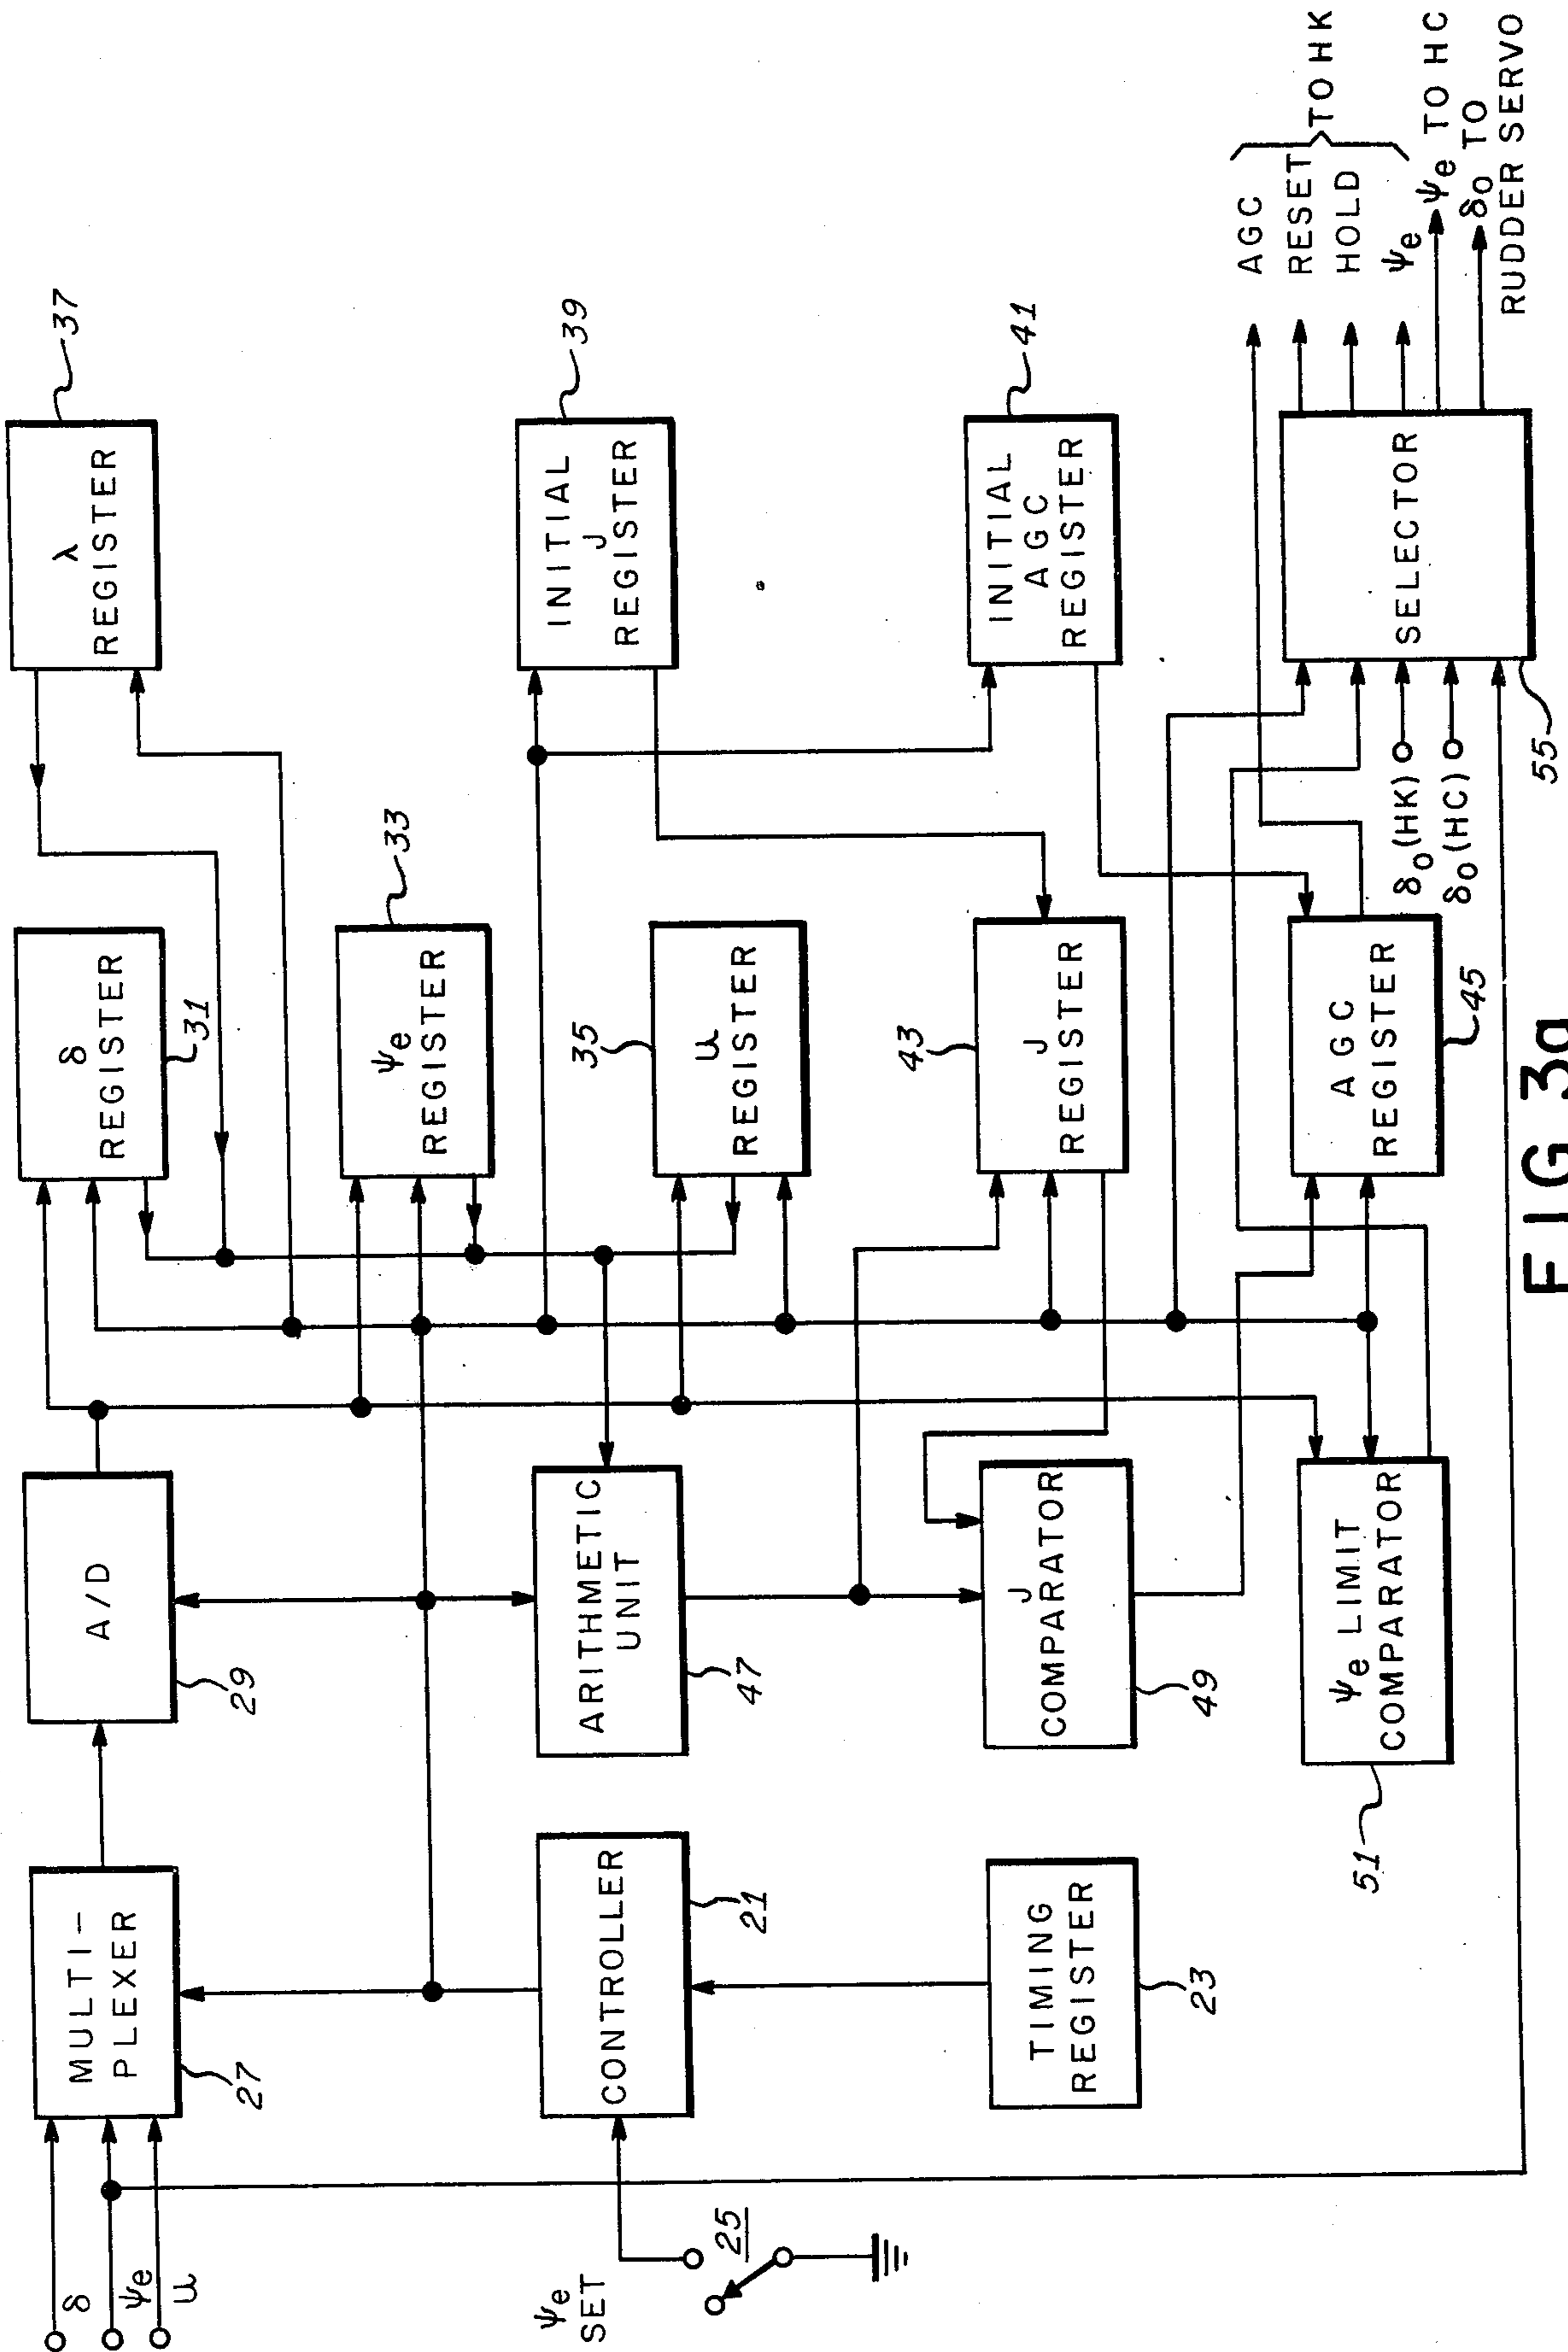 δ
ψe
u
MULTI-
PLEXER
27
A/D
29
δ
REGISTER
31
λ
REGISTER
37
ψe
REGISTER
33
ψe
SET
25
CONTROLLER
21
ARITHMETIC
UNIT
47
u
REGISTER
35
INITIAL
J
REGISTER
39
TIMING
REGISTER
23
J
COMPARATOR
49
J
REGISTER
43
INITIAL
AGC
REGISTER
41
ψe LIMIT
COMPARATOR
51
AGC
REGISTER
45
δo(HK)
δo(HC)
SELECTOR
55
AGC
RESET
HOLD
ψe
TO HK
ψe TO HC
δo TO
RUDDER SERVO
FIG 3a